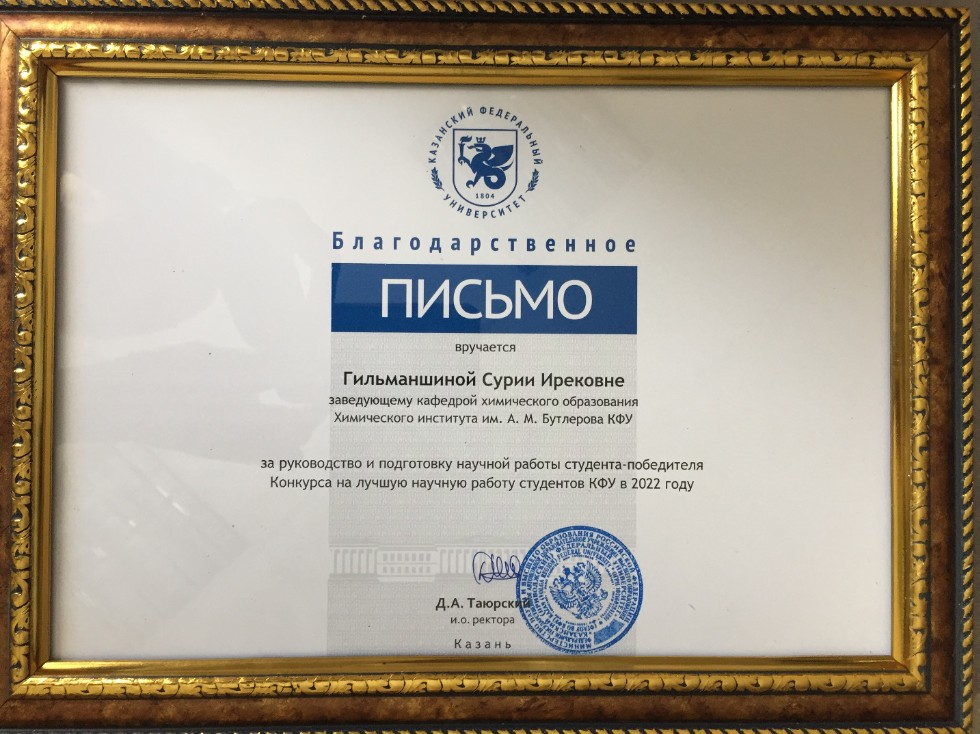 КАЗАНСКИЙ ФЕДЕРАЛЬНЫЙ
УНИВЕРСИТЕТ
1804
Благодарственное
ПИСЬМО
вручается
Гильманшиной Сурии Ирековне
заведующему кафедрой химического образования
Химического института им. А. М. Бутлерова КФУ
за руководство и подготовку научной работы студента-победителя
Конкурса на лучшую научную работу студентов КФУ в 2022 году
Д.А. Таюрский
и.о. ректора
Казань